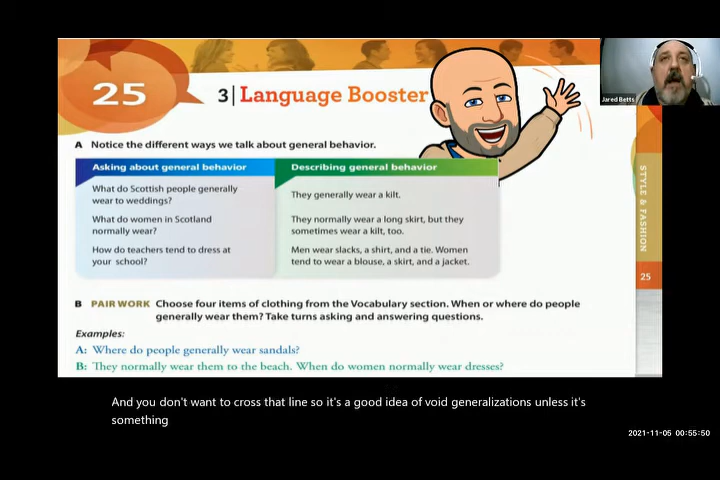 25
3 | Language Booster
Jared Betts
A Notice the different ways we talk about general behavior.
Asking about general behavior
Describing general behavior
What do Scottish people generally
wear to weddings?
They generally wear a kilt.
What do women in Scotland
normally wear?
They normally wear a long skirt, but they
sometimes wear a kilt, too.
How do teachers tend to dress at
your school?
Men wear slacks, a shirt, and a tie. Women
tend to wear a blouse, a skirt, and a jacket.
STYLE & FASHION
25
B PAIR WORK Choose four items of clothing from the Vocabulary section. When or where do people
generally wear them? Take turns asking and answering questions.
Examples:
A: Where do people generally wear sandals?
B: They normally wear them to the beach. When do women normally wear dresses?
And you don't want to cross that line so it's a good idea of void generalizations unless it's
something
2021-11-05 00:55:50